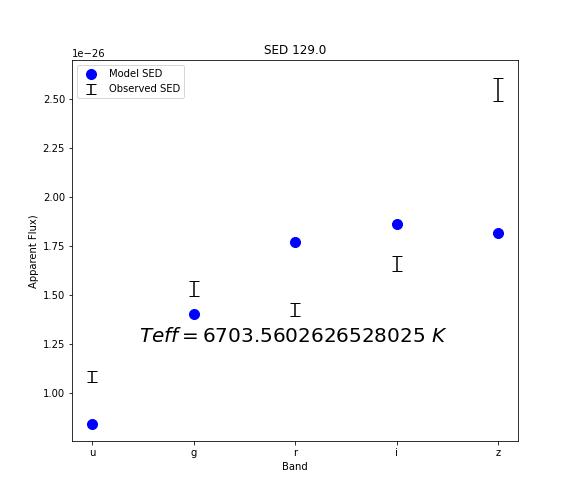 SED 129.0
1e−26
Model SED
Observed SED
2.50
2.25
2.00
1.75
1.50
1.25
1.00
Apparent Flux)
Teff = 6703.5602626528025 K
u g r i z
Band